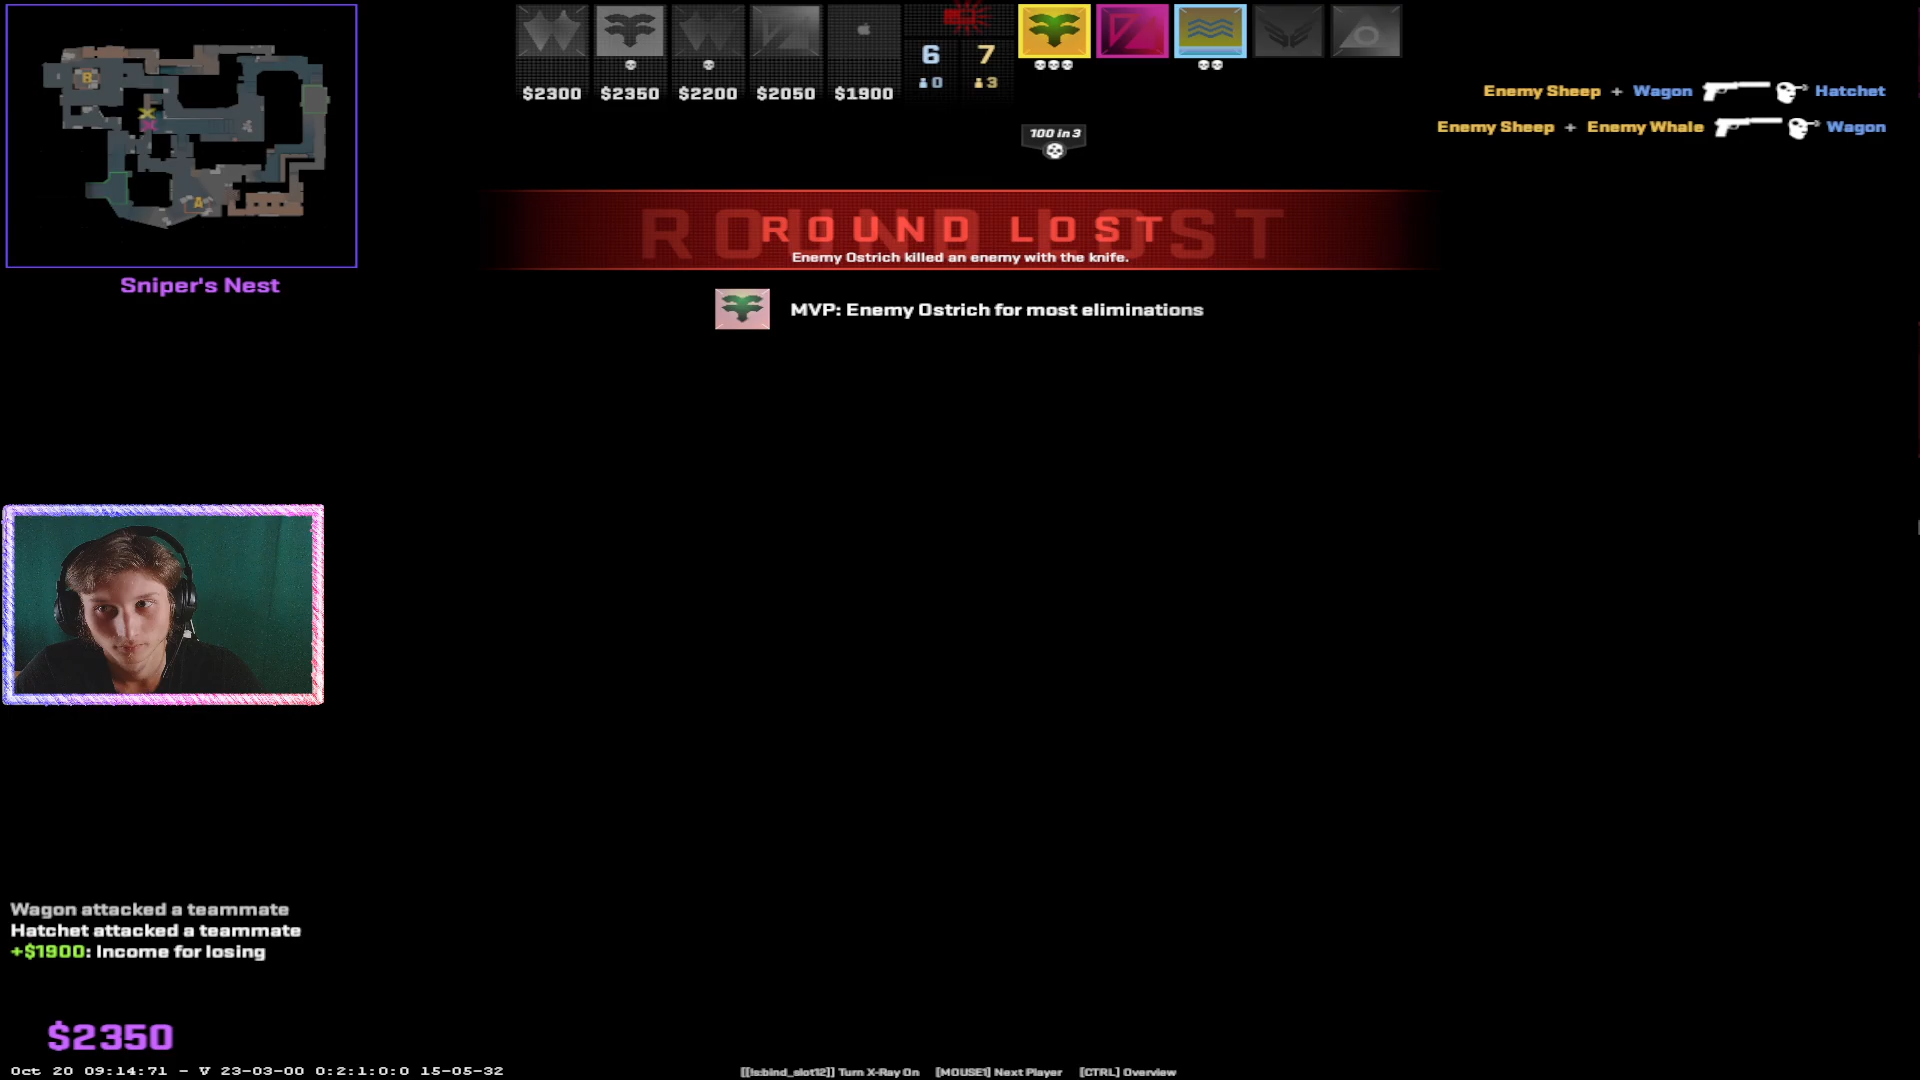 B
A
Sniper's Nest
$2300
$2350
$2200
$2050
$1900
6
7
0
3
100 in 3
Enemy Sheep + Wagon Hatchet
Enemy Sheep + Enemy Whale Wagon
ROUND LOST
ROUND LOST
Enemy Ostrich killed an enemy with the knife.
MVP: Enemy Ostrich for most eliminations
Wagon attacked a teammate
Hatchet attacked a teammate
+$1900: Income for losing
$2350
Oct 20 09:14:71 - V 23-03-00 0:2:1:0:0 15-05-32
[[!s:bind_slot12]] Turn X-Ray On [MOUSE1] Next Player [CTRL] Overview